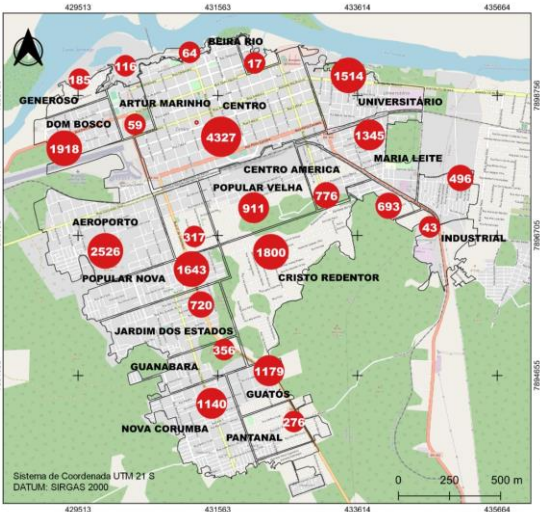 429513 431563 433614 435664
BEIRA RIO
64
116
17
185
1514
7898756
GENEROSO
ARTUR MARINHO
CENTRO
UNIVERSITÁRIO
DOM BOSCO
59
4327
1345
1918
MARIA LEITE
CENTRO AMERICA
496
POPULAR VELHA
776
911
693
AEROPORTO
317
43
INDUSTRIAL
7896705
2526
1643
1800
POPULAR NOVA
CRISTO REDENTOR
720
JARDIM DOS ESTADOS
356
GUANABARA
1179
7894655
GUATÓS
1140
276
NOVA CORUMBA
PANTANAL
Sistema de Coordenada UTM 21 S
DATUM: SIRGAS 2000
0 250 500 m
429513 431563 433614 435664